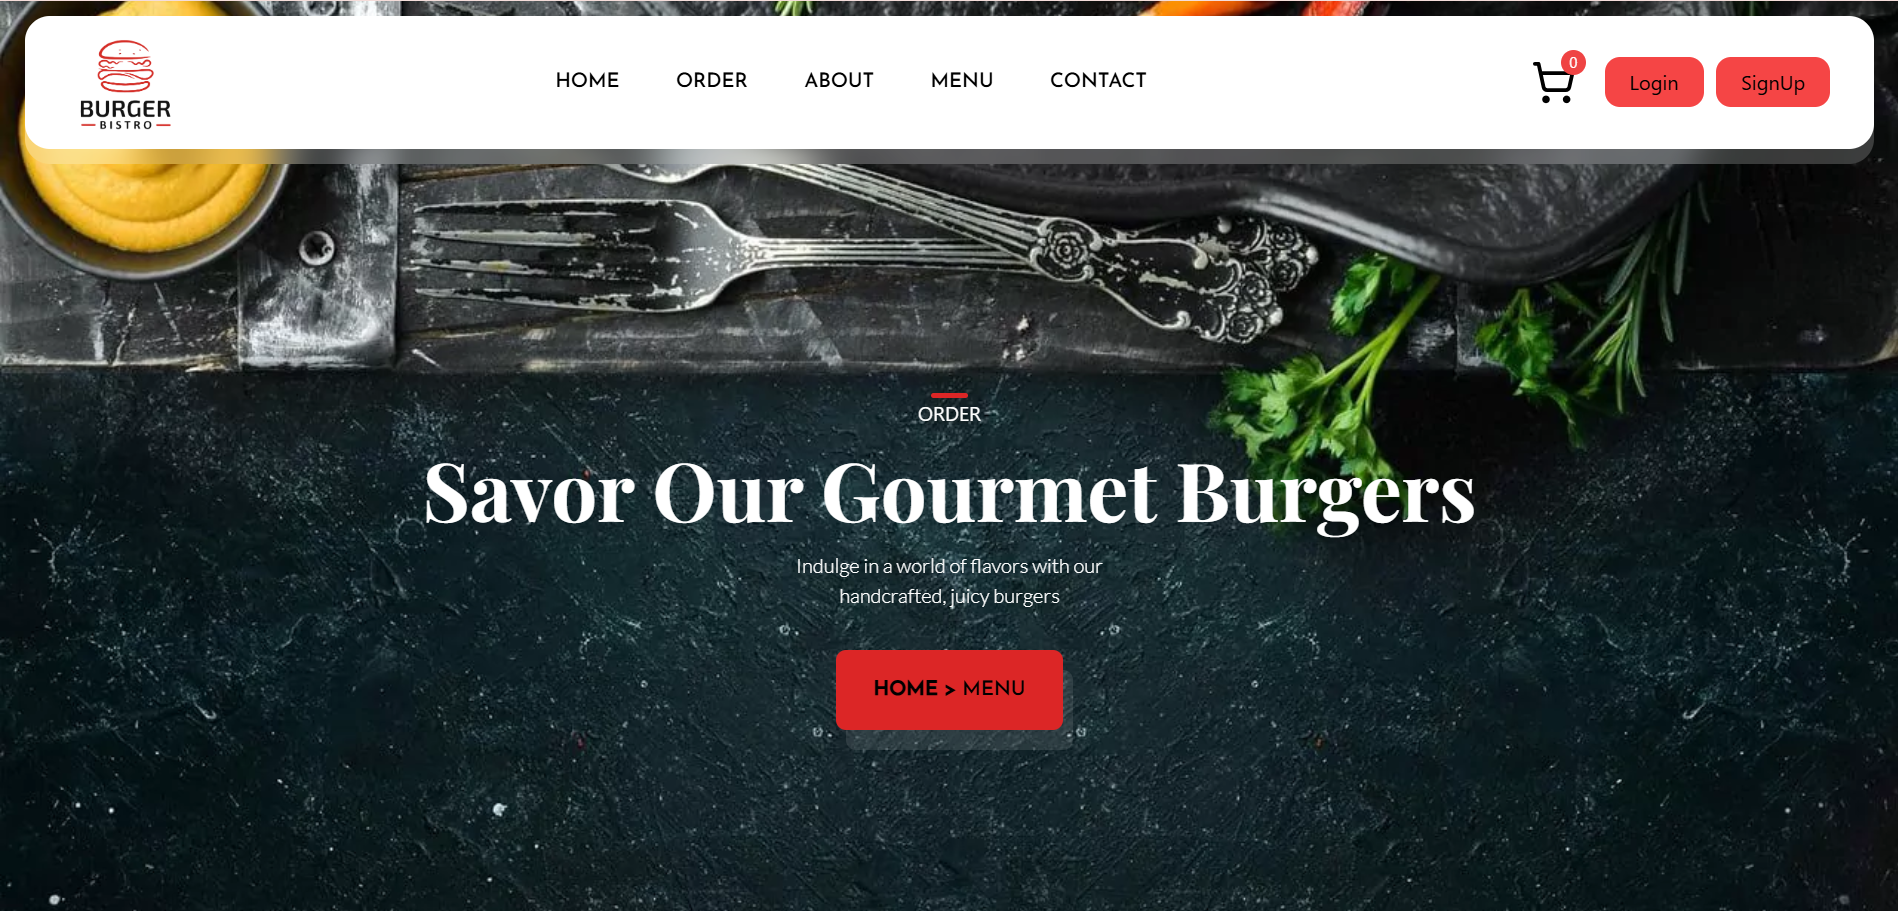 BURGER
BISTRO
HOME
ORDER
ABOUT
MENU
CONTACT
0
Login
SignUp
ORDER
Savor Our Gourmet Burgers
Indulge in a world of flavors with our
handcrafted, juicy burgers
HOME > MENU